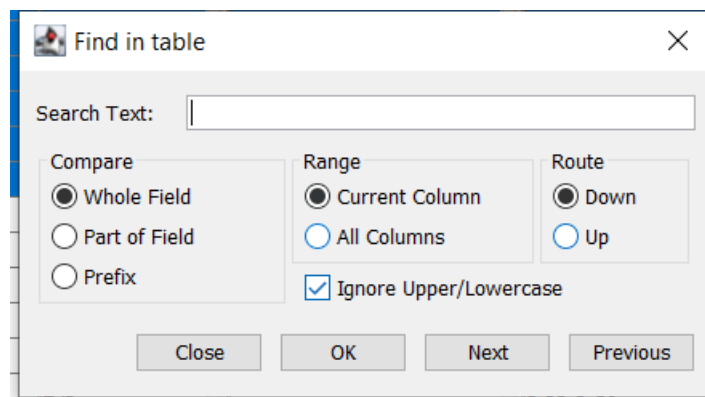 Find in table
Search Text:
Compare
Range
Route
Whole Field
Current Column
Down
Part of Field
All Columns
Up
Prefix
Ignore Upper/Lowercase
Close
OK
Next
Previous